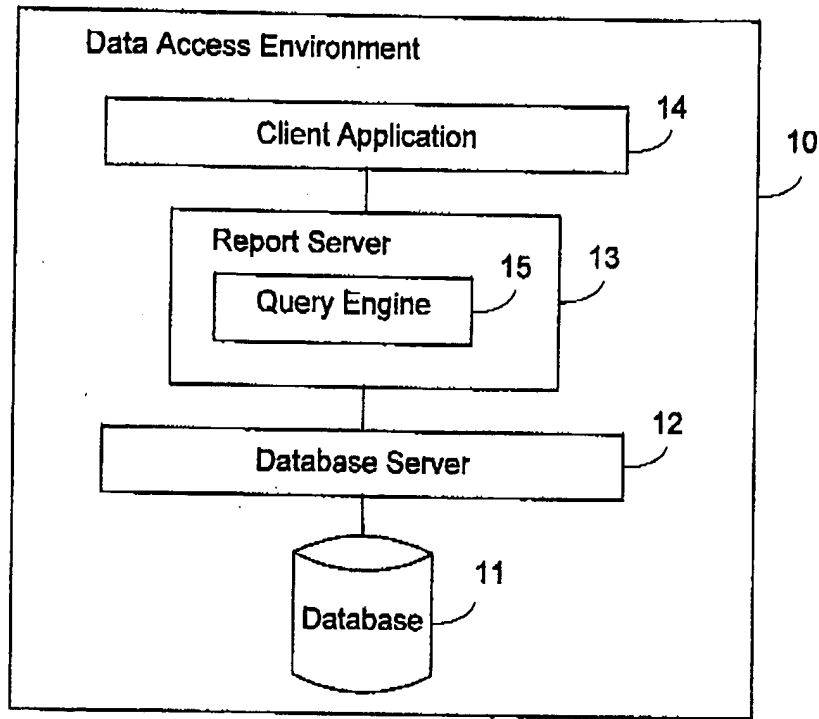 Data Access Environment
14
Client Application
10
Report Server
15
13
Query Engine
12
Database Server
11
Database